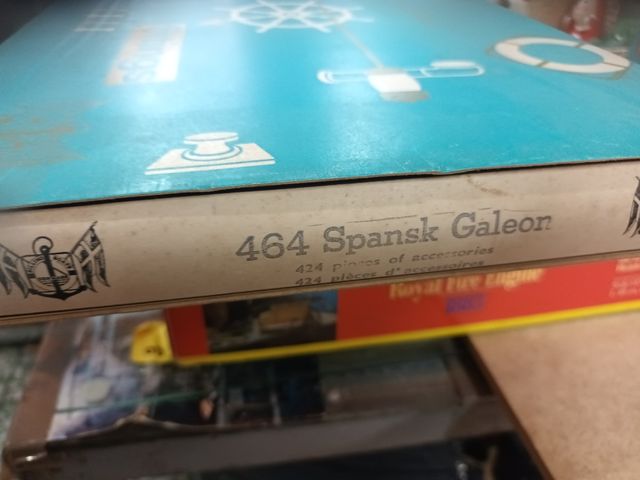 464 Spansk Galeon
424 pieces of accessories
424 pièces d'accessoires
Royal Fire Engine